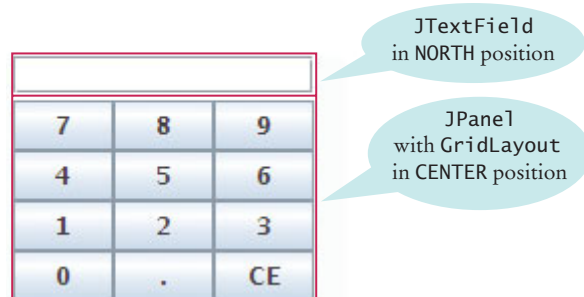 JTextField
in NORTH position
7 8 9
4 5 6
1 2 3
0 . CE
JPanel
with GridLayout
in CENTER position